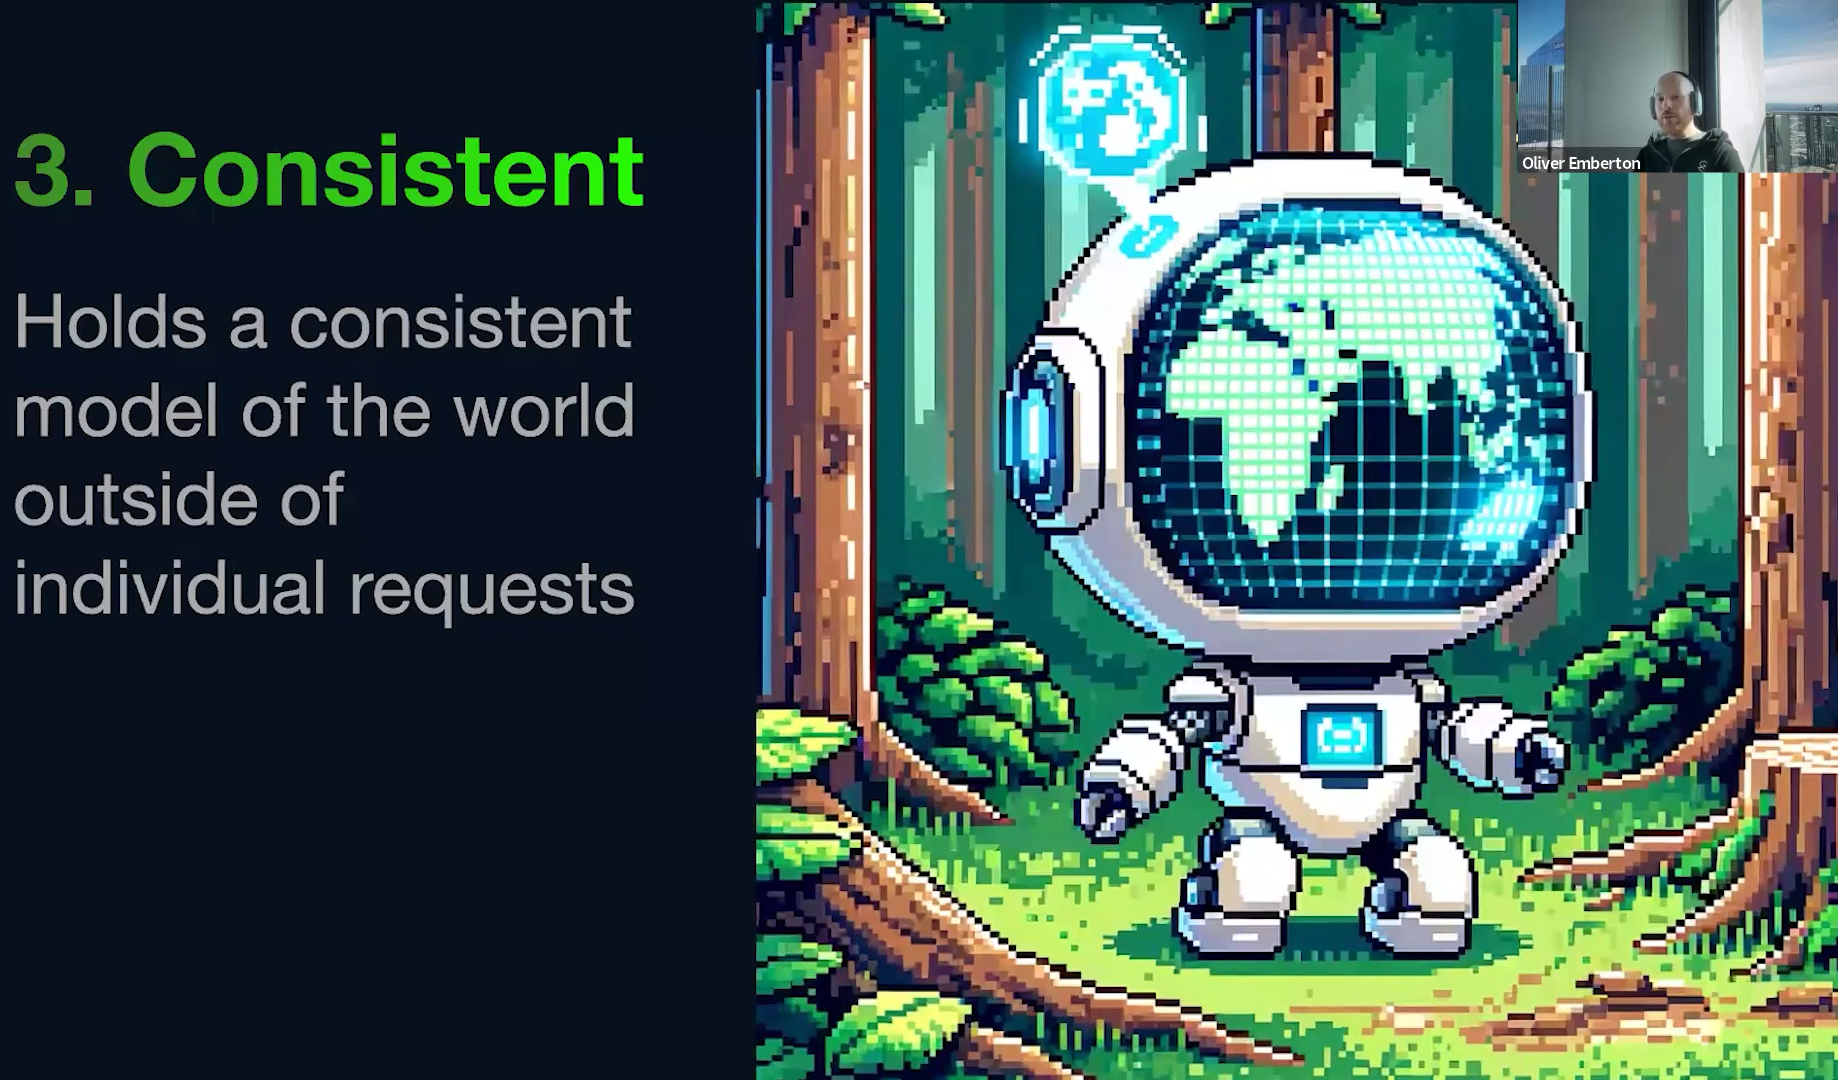 3. Consistent
Holds a consistent
model of the world
outside of
individual requests
Oliver Emberton